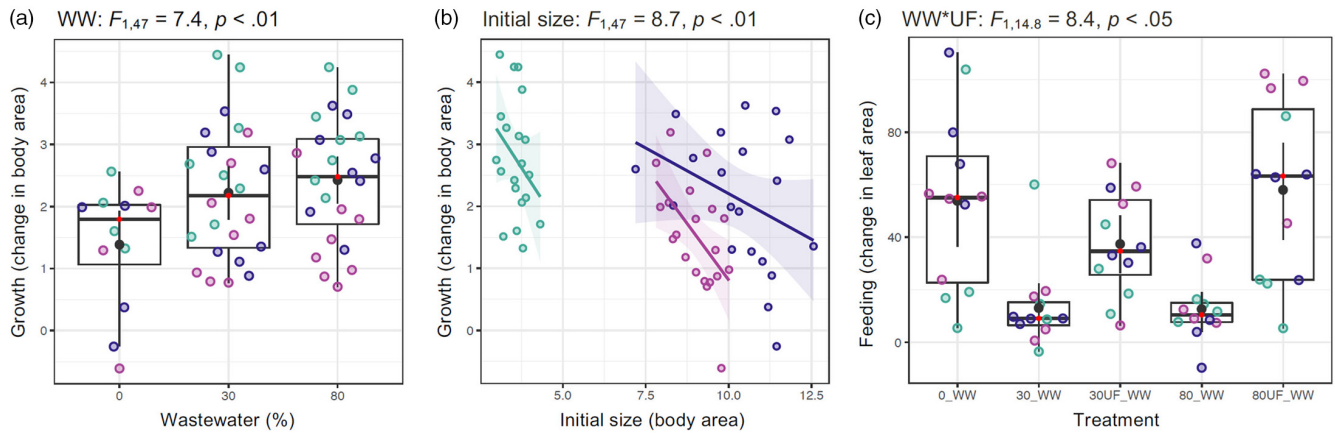 (a) WW: F1,47 = 7.4, p < .01
Growth (change in body area)
4
3
2
1
0
0 30 80
Wastewater (%)
(b) Initial size: F1,47 = 8.7, p < .01
Growth (change in body area)
4
3
2
1
0
5.0 7.5 10.0 12.5
Initial size (body area)
(c) WW*UF: F1,14.8 = 8.4, p < .05
Feeding (change in leaf area)
80
40
0
0_WW 30_WW 30UF_WW 80_WW 80UF_WW
Treatment